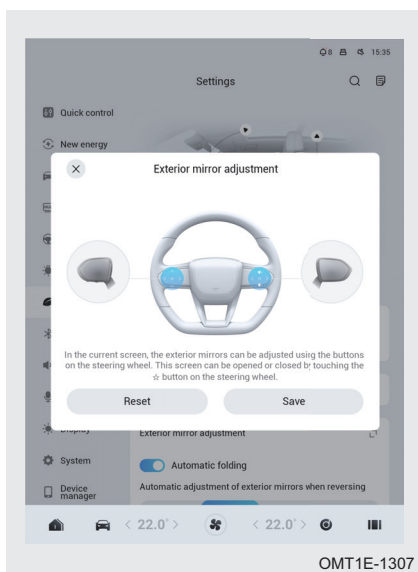 8 15:35
Settings
Quick control
New energy
Exterior mirror adjustment
In the current screen, the exterior mirrors can be adjusted using the buttons
on the steering wheel. This screen can be opened or closed by touching the
☆ button on the steering wheel.
Reset Save
Display Exterior mirror adjustment
System Automatic folding
Device
manager
Automatic adjustment of exterior mirrors when reversing
< 22.0° > < 22.0° >
OMT1E-1307